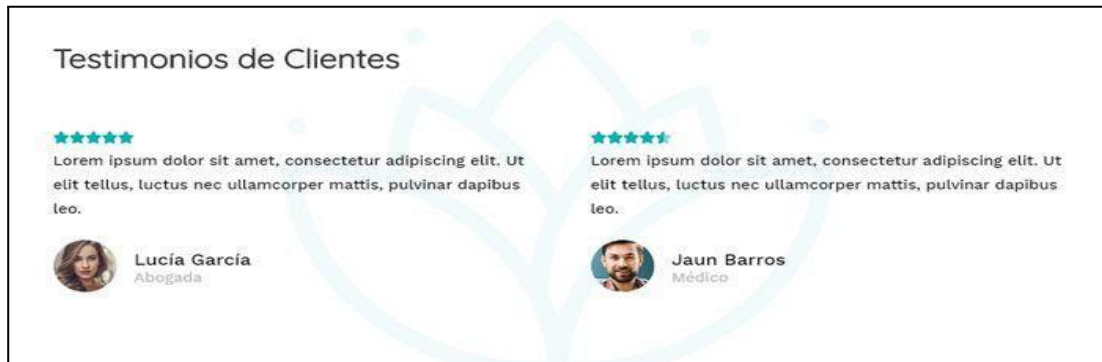 Testimonios de Clientes
Lorem ipsum dolor sit amet, consectetur adipiscing elit. Ut
elit tellus, luctus nec ullamcorper mattis, pulvinar dapibus
leo.
Lucía García
Abogada
Lorem ipsum dolor sit amet, consectetur adipiscing elit. Ut
elit tellus, luctus nec ullamcorper mattis, pulvinar dapibus
leo.
Jaun Barros
Médico